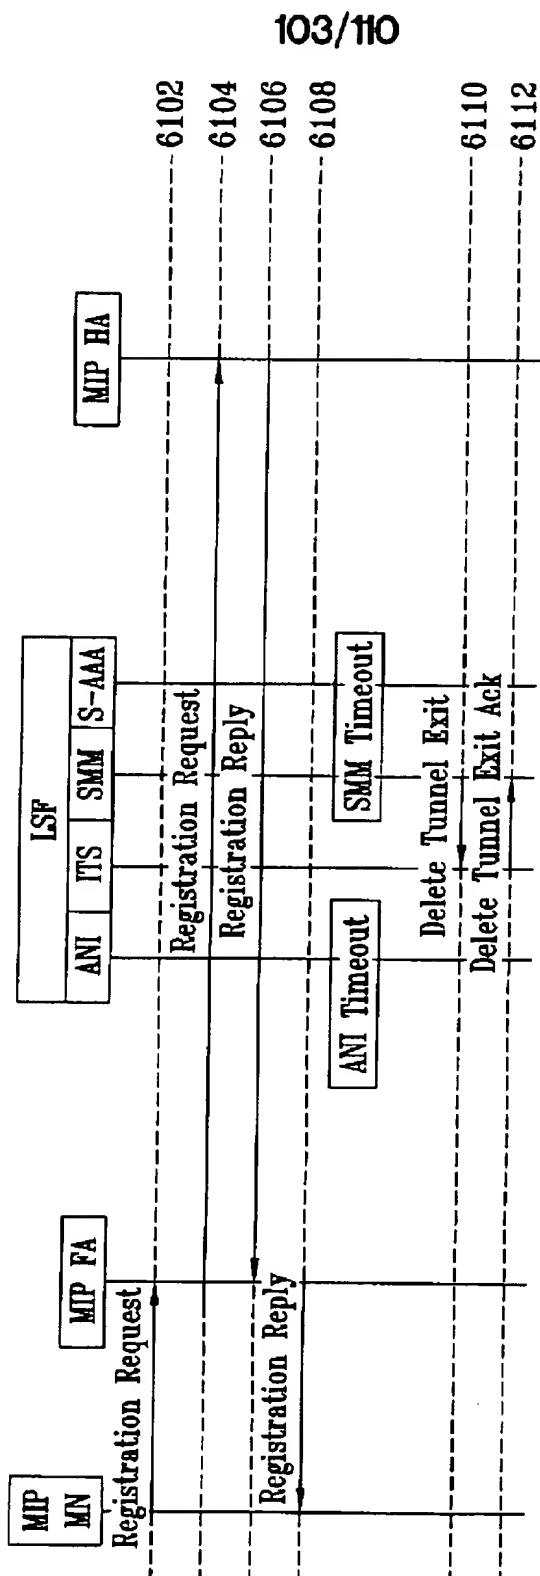 103/110
MIP
MN
MIP FA
LSF
ANI
ITS
SMM
S-AAA
MIP HA
Registration Request
6102
Registration Request
6104
Registration Reply
6106
Registration Reply
6108
ANI Timeout
SMM Timeout
Delete Tunnel Exit
6110
Delete Tunnel Exit Ack
6112